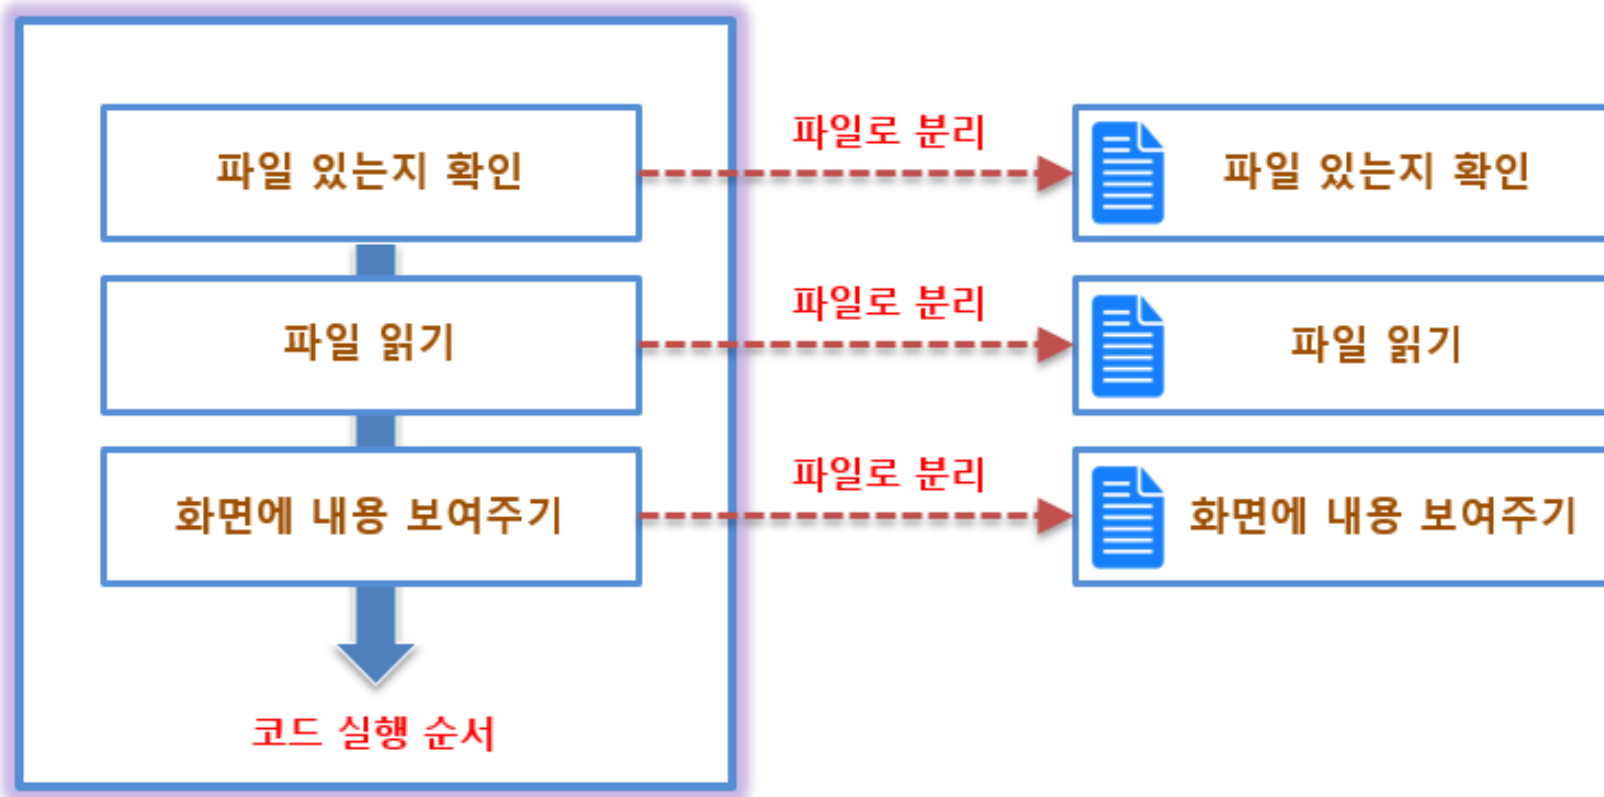 파일 있는지 확인
파일로 분리
파일 있는지 확인
파일 읽기
파일로 분리
파일 읽기
화면에 내용 보여주기
파일로 분리
화면에 내용 보여주기
코드 실행 순서